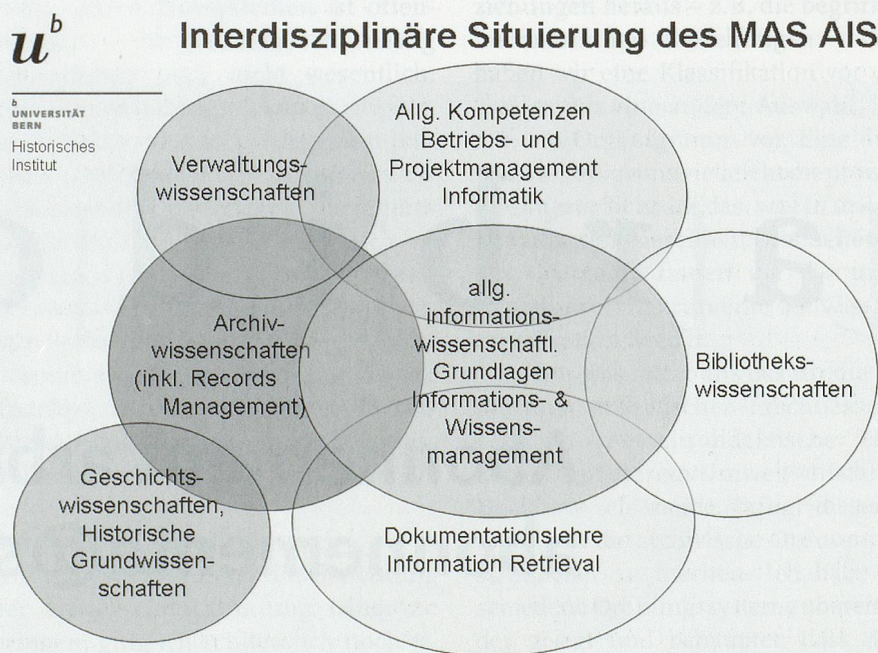 u^b
Interdisziplinäre Situierung des MAS AIS
b
UNIVERSITÄT
BERN
Historisches
Institut
Verwaltungs-
wissenschaften
Allg. Kompetenzen
Betriebs- und
Projektmanagement
Informatik
Archiv-
wissenschaften
(inkl. Records
Management)
allg.
informations-
wissenschaftl.
Grundlagen
Informations- &
Wissens-
management
Bibliotheks-
wissenschaften
Geschichts-
wissenschaften,
Historische
Grundwissen-
schaften
Dokumentationslehre
Information Retrieval